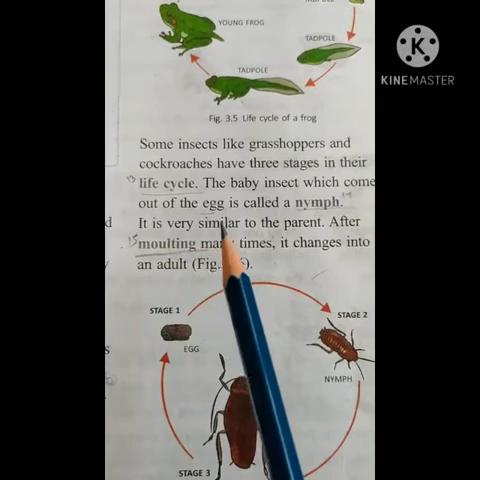 YOUNG FROG
TADPOLE
TADPOLE
KINEMASTER
Fig. 3.5 Life cycle of a frog
Some insects like grasshoppers and
cockroaches have three stages in their
life cycle. The baby insect which come
out of the egg is called a nymph.
It is very similar to the parent. After
moulting many times, it changes into
an adult (Fig. 6).
STAGE 1
EGG
STAGE 2
NYMPH
STAGE 3